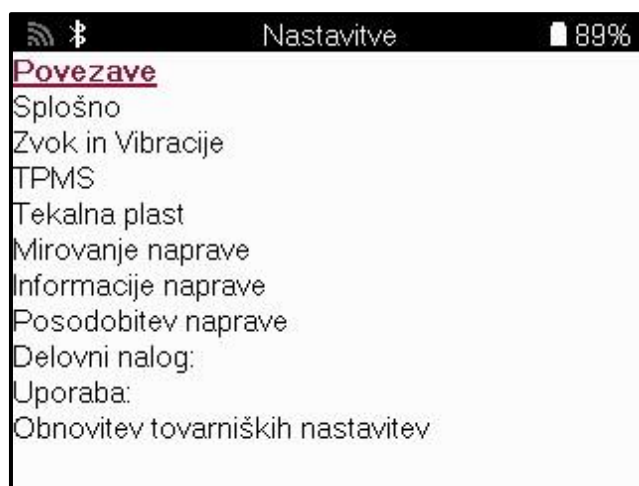 Nastavitve 89%
Povezave
Splošno
Zvok in Vibracije
TPMS
Tekalna plast
Mirovanje naprave
Informacije naprave
Posodobitev naprave
Delovni nalog:
Uporaba:
Obnovitev tovarniških nastavitev